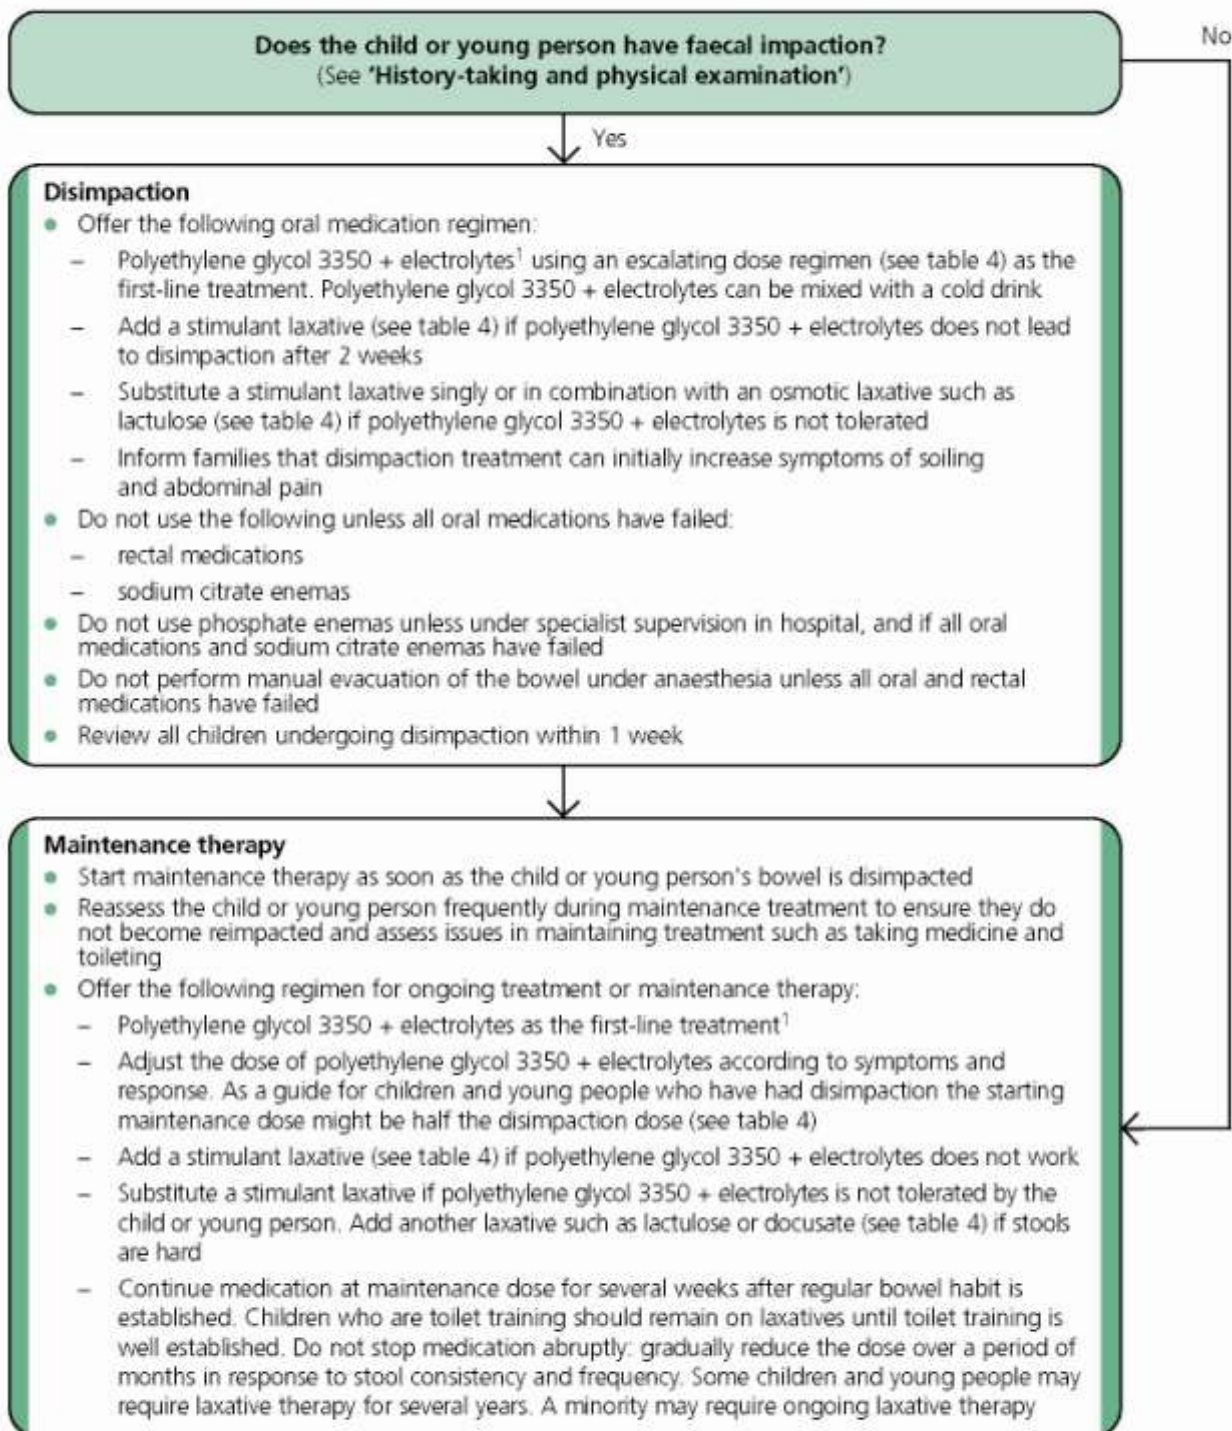 Does the child or young person have faecal impaction?
(See 'History-taking and physical examination')
No
Yes
Disimpaction
• Offer the following oral medication regimen:
– Polyethylene glycol 3350 + electrolytes¹ using an escalating dose regimen (see table 4) as the
first-line treatment. Polyethylene glycol 3350 + electrolytes can be mixed with a cold drink
– Add a stimulant laxative (see table 4) if polyethylene glycol 3350 + electrolytes does not lead
to disimpaction after 2 weeks
– Substitute a stimulant laxative singly or in combination with an osmotic laxative such as
lactulose (see table 4) if polyethylene glycol 3350 + electrolytes is not tolerated
– Inform families that disimpaction treatment can initially increase symptoms of soiling
and abdominal pain
• Do not use the following unless all oral medications have failed:
– rectal medications
– sodium citrate enemas
• Do not use phosphate enemas unless under specialist supervision in hospital, and if all oral
medications and sodium citrate enemas have failed
• Do not perform manual evacuation of the bowel under anaesthesia unless all oral and rectal
medications have failed
• Review all children undergoing disimpaction within 1 week
Maintenance therapy
• Start maintenance therapy as soon as the child or young person's bowel is disimpacted
• Reassess the child or young person frequently during maintenance treatment to ensure they do
not become reimpacted and assess issues in maintaining treatment such as taking medicine and
toileting
• Offer the following regimen for ongoing treatment or maintenance therapy:
– Polyethylene glycol 3350 + electrolytes as the first-line treatment¹
– Adjust the dose of polyethylene glycol 3350 + electrolytes according to symptoms and
response. As a guide for children and young people who have had disimpaction the starting
maintenance dose might be half the disimpaction dose (see table 4)
– Add a stimulant laxative (see table 4) if polyethylene glycol 3350 + electrolytes does not work
– Substitute a stimulant laxative if polyethylene glycol 3350 + electrolytes is not tolerated by the
child or young person. Add another laxative such as lactulose or docusate (see table 4) if stools
are hard
– Continue medication at maintenance dose for several weeks after regular bowel habit is
established. Children who are toilet training should remain on laxatives until toilet training is
well established. Do not stop medication abruptly: gradually reduce the dose over a period of
months in response to stool consistency and frequency. Some children and young people may
require laxative therapy for several years. A minority may require ongoing laxative therapy